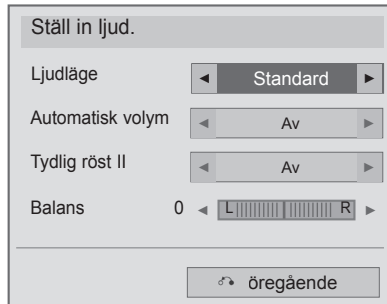 Ställ in ljud.
Ljudläge ◄ Standard ►
Automatisk volym ◄ Av ►
Tydlig röst II ◄ Av ►
Balans 0 ◄ L R ►
öregående